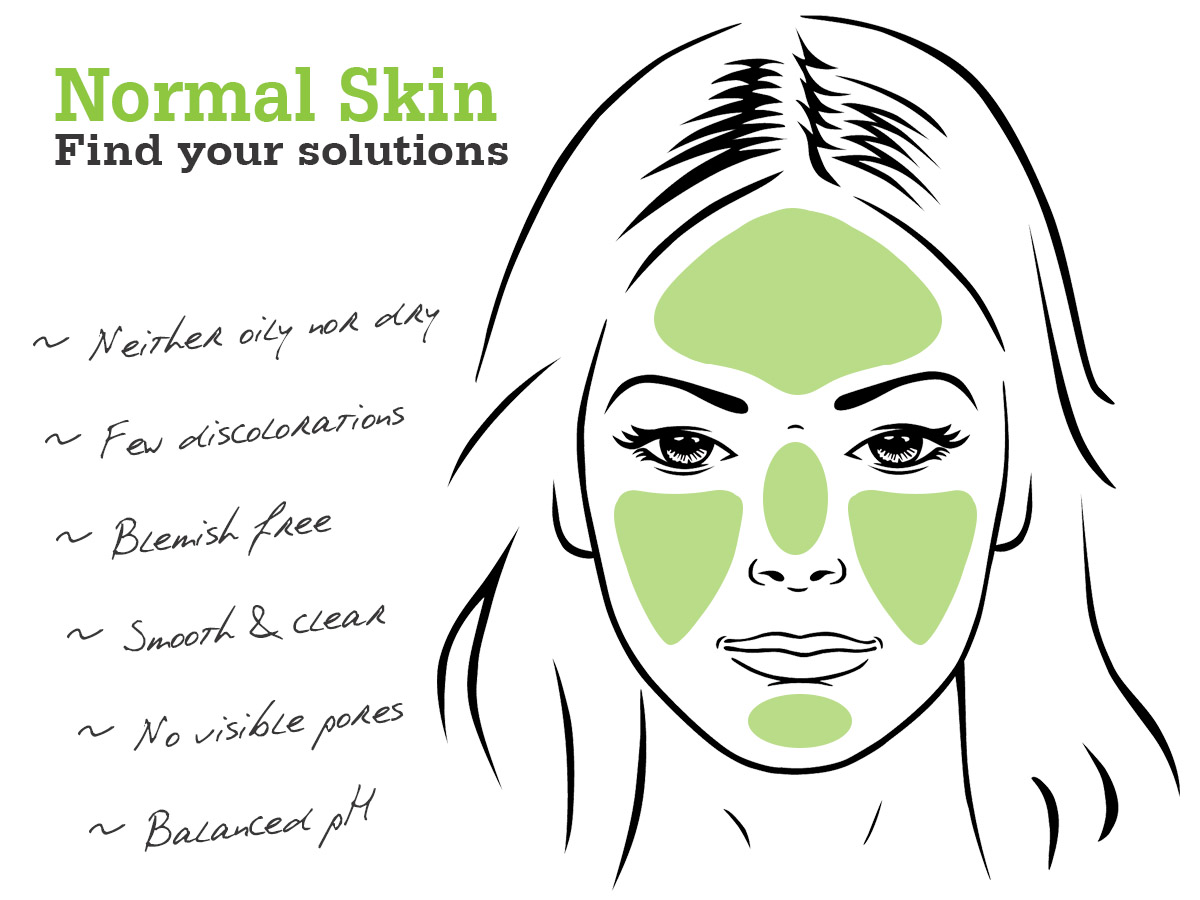 Normal Skin
Find your solutions
~ Neither oily nor dry
~ Few discolorations
~ Blemish free
~ Smooth & clear
~ No visible pores
~ Balanced pH